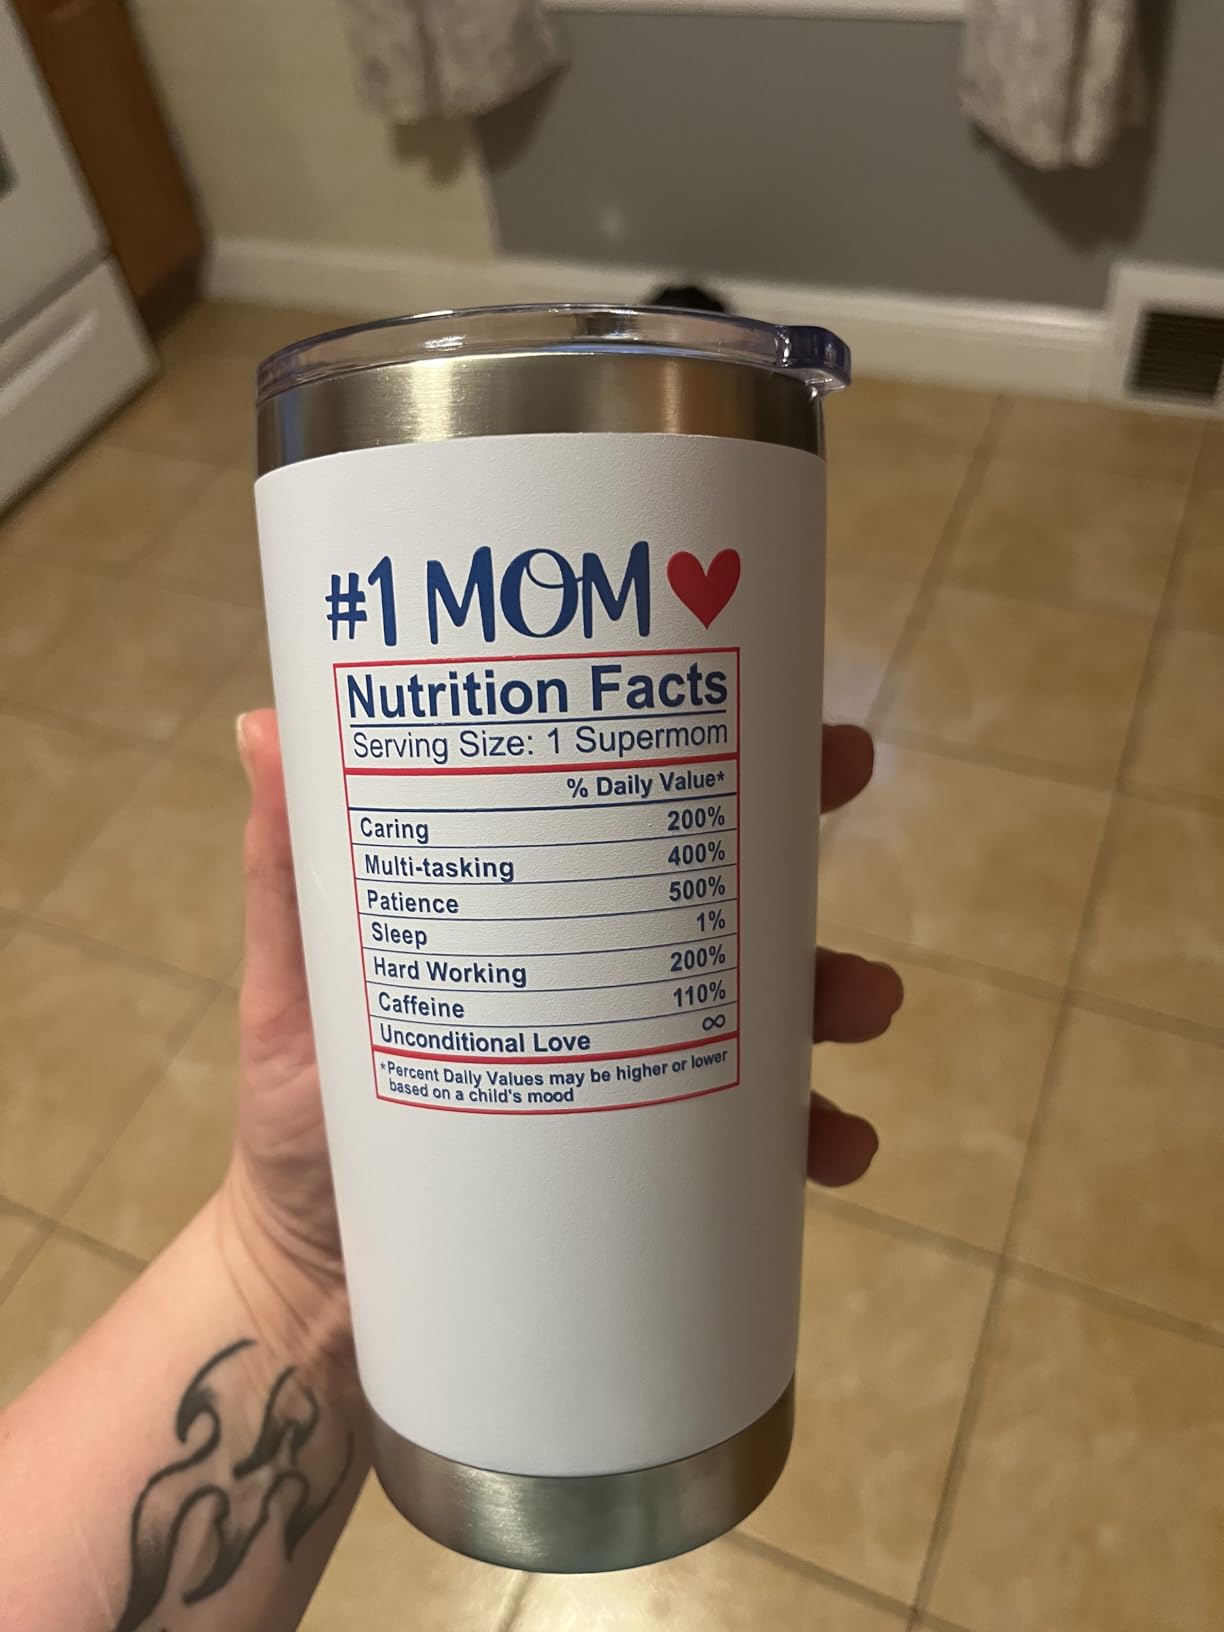 #1 MOM
Nutrition Facts
Serving Size: 1 Supermom
% Daily Value*
Caring 200%
Multi-tasking 400%
Patience 500%
Sleep 1%
Hard Working 200%
Caffeine 110%
Unconditional Love ∞
*Percent Daily Values may be higher or lower
based on a child's mood